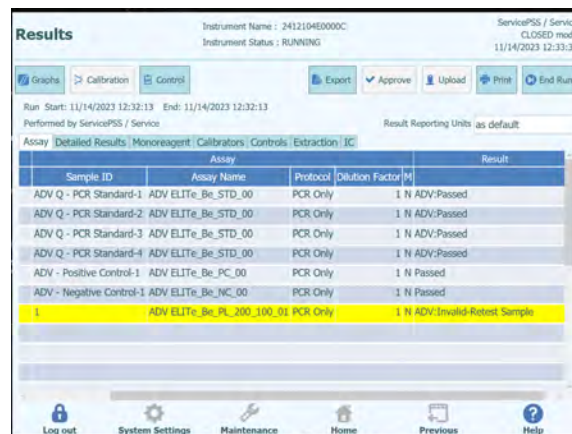 Results
Instrument Name : 2412104E0000C
Instrument Status : RUNNING
ServicePSS / Servic
CLOSED mod
11/14/2023 12:33:3
Graphs Calibration Control Export Approve Upload Print End Run
Run Start: 11/14/2023 12:32:13 End: 11/14/2023 12:32:13
Performed by ServicePSS / Service
Result Reporting Units as default
Assay Detailed Results Monoreagent Calibrators Controls Extraction IC
Assay Result
Sample ID Assay Name Protocol Dilution Factor M
ADV Q - PCR Standard-1 ADV ELITe_Be_STD_00 PCR Only 1 N ADV:Passed
ADV Q - PCR Standard-2 ADV ELITe_Be_STD_00 PCR Only 1 N ADV:Passed
ADV Q - PCR Standard-3 ADV ELITe_Be_STD_00 PCR Only 1 N ADV:Passed
ADV Q - PCR Standard-4 ADV ELITe_Be_STD_00 PCR Only 1 N ADV:Passed
ADV - Positive Control-1 ADV ELITe_Be_PC_00 PCR Only 1 N Passed
ADV - Negative Control-1 ADV ELITe_Be_NC_00 PCR Only 1 N Passed
1 ADV ELITe_Be_PL_200_100_01 PCR Only 1 N ADV:Invalid-Retest Sample
Log out System Settings Maintenance Home Previous Help